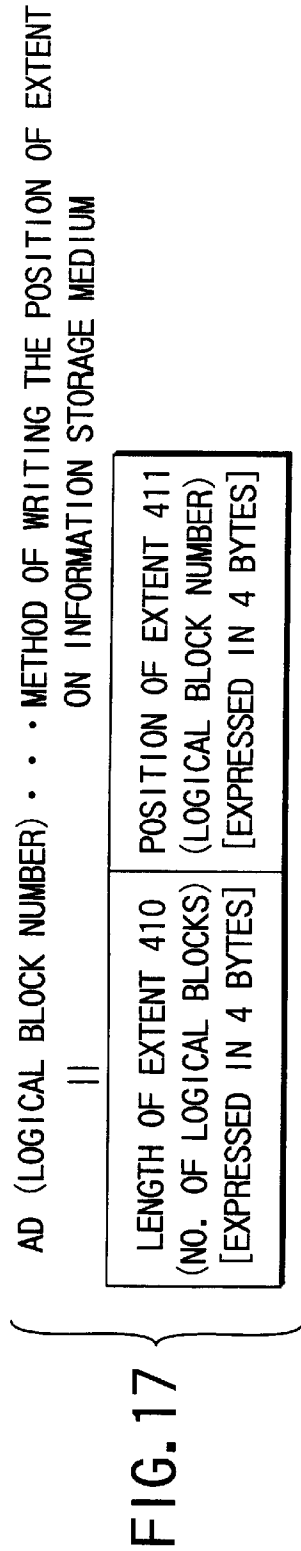 AD (LOGICAL BLOCK NUMBER) • • • METHOD OF WRITING THE POSITION OF EXTENT
ON INFORMATION STORAGE MEDIUM
||
LENGTH OF EXTENT 410
(NO. OF LOGICAL BLOCKS)
[EXPRESSED IN 4 BYTES]
POSITION OF EXTENT 411
(LOGICAL BLOCK NUMBER)
[EXPRESSED IN 4 BYTES]
FIG.17